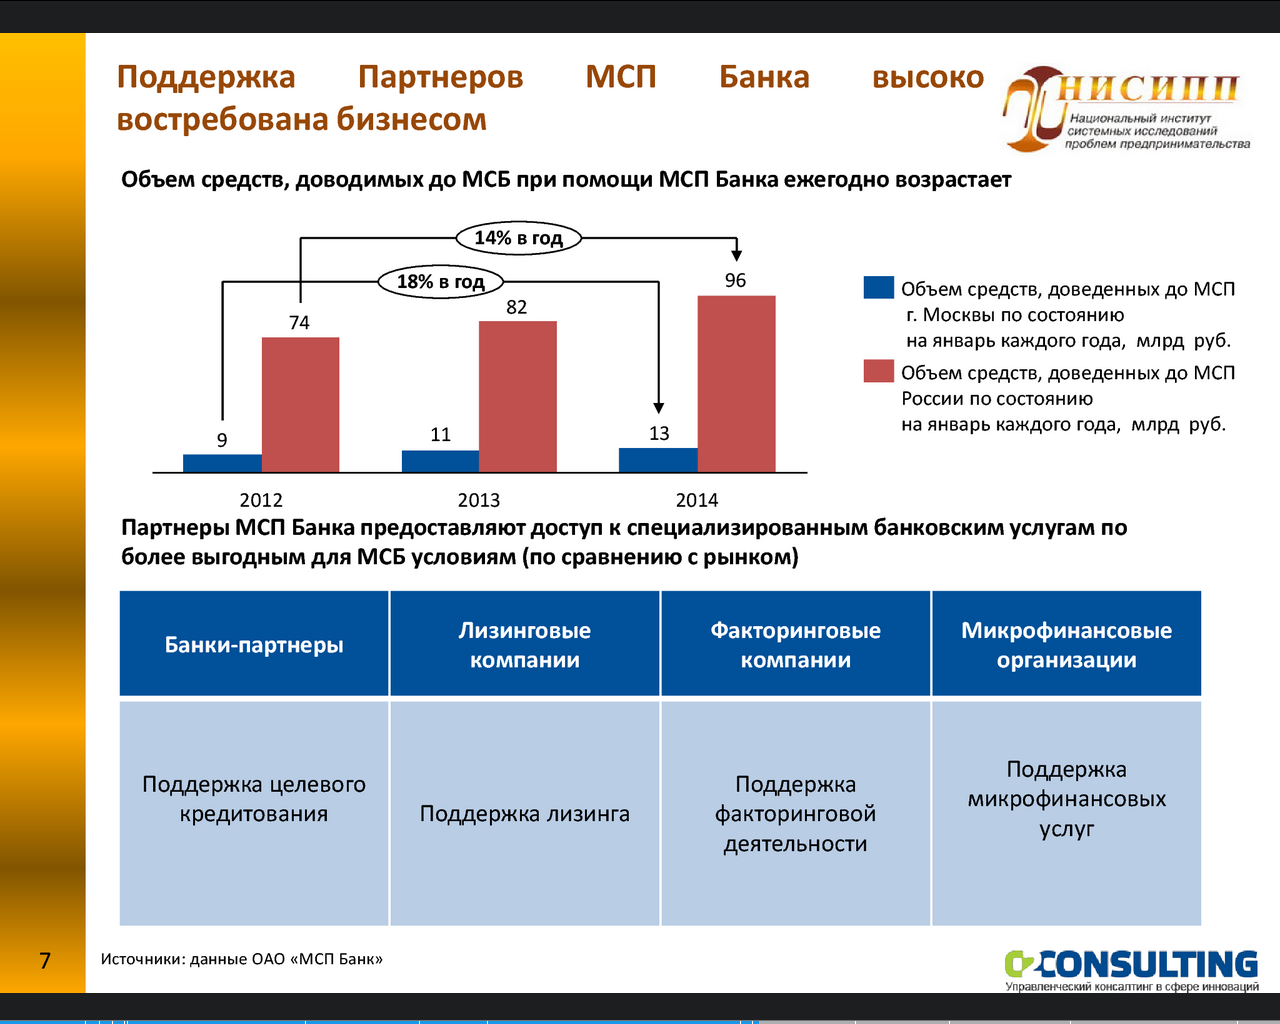 Поддержка Партнеров МСП Банка высоко
востребована бизнесом
НИСИПП
Национальный институт
системных исследований
проблем предпринимательства
Объем средств, доводимых до МСБ при помощи МСП Банка ежегодно возрастает
14% в год
18% в год
96
82
74
13
11
9
2012 2013 2014
Объем средств, доведенных до МСП
г. Москвы по состоянию
на январь каждого года, млрд руб.
Объем средств, доведенных до МСП
России по состоянию
на январь каждого года, млрд руб.
Партнеры МСП Банка предоставляют доступ к специализированным банковским услугам по
более выгодным для МСБ условиям (по сравнению с рынком)
Банки-партнеры
Лизинговые
компании
Факторинговые
компании
Микрофинансовые
организации
Поддержка целевого
кредитования
Поддержка лизинга
Поддержка
факторинговой
деятельности
Поддержка
микрофинансовых
услуг
7
Источники: данные ОАО «МСП Банк»
CONSULTING
Управленческий консалтинг в сфере инноваций